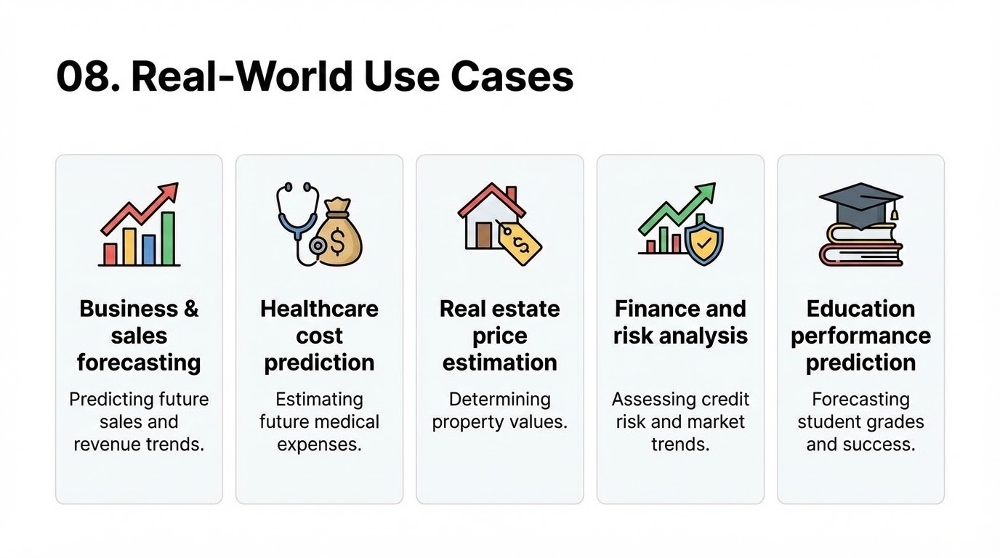 08. Real-World Use Cases
Business &
sales
forecasting
Predicting future
sales and
revenue trends.
$
Healthcare
cost
prediction
Estimating
future medical
expenses.
$
Real estate
price
estimation
Determining
property values.
Finance and
risk analysis
Assessing credit
risk and market
trends.
Education
performance
prediction
Forecasting
student grades
and success.